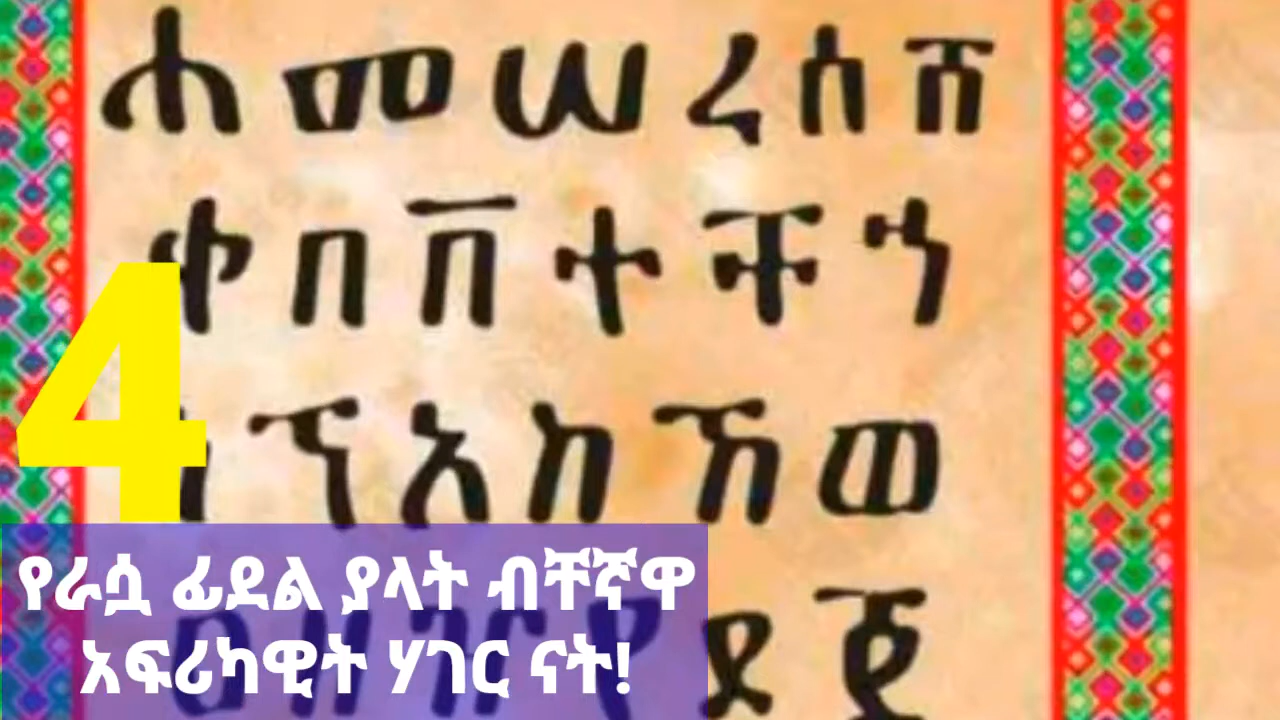 ሐ መ ሠ ረ ሰ ሸ
ቀ በ ቨ ተ ቸ ኀ
ኘ አ ከ ኸ ወ
ደ ጀ
4
የራሷ ፊደል ያላት ብቸኛዋ
አፍሪካዊት ሃገር ናት!